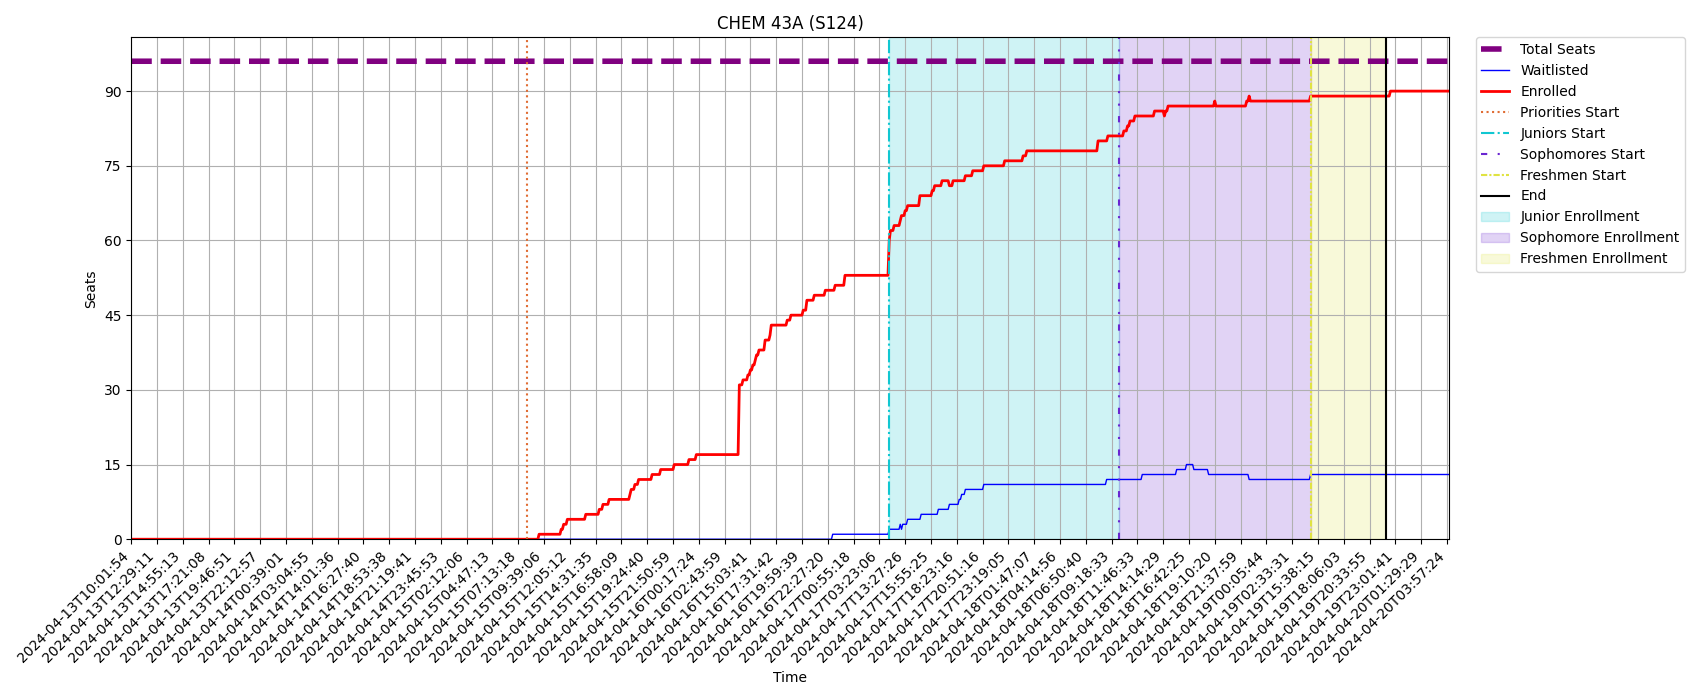 CHEM 43A (S124)
Total Seats
Waitlisted
Enrolled
Priorities Start
Juniors Start
Sophomores Start
Freshmen Start
End
Junior Enrollment
Sophomore Enrollment
Freshmen Enrollment
Seats
90
75
60
45
30
15
0
2024-04-13T10:01:54
2024-04-13T12:29:11
2024-04-13T14:55:13
2024-04-13T17:21:08
2024-04-13T19:46:51
2024-04-13T22:12:57
2024-04-14T00:39:01
2024-04-14T03:04:55
2024-04-14T14:01:36
2024-04-14T16:27:40
2024-04-14T18:53:38
2024-04-14T21:19:41
2024-04-14T23:45:53
2024-04-15T02:12:06
2024-04-15T04:47:13
2024-04-15T07:13:18
2024-04-15T09:39:06
2024-04-15T12:05:12
2024-04-15T14:31:35
2024-04-15T16:58:09
2024-04-15T19:24:40
2024-04-15T21:50:59
2024-04-16T00:17:24
2024-04-16T02:43:59
2024-04-16T15:03:41
2024-04-16T17:31:42
2024-04-16T19:59:39
2024-04-16T22:27:20
2024-04-17T00:55:18
2024-04-17T03:23:06
2024-04-17T13:27:26
2024-04-17T15:55:25
2024-04-17T18:23:16
2024-04-17T20:51:16
2024-04-17T23:19:05
2024-04-18T01:47:07
2024-04-18T04:14:56
2024-04-18T06:50:40
2024-04-18T09:18:33
2024-04-18T11:46:33
2024-04-18T14:14:29
2024-04-18T16:42:25
2024-04-18T19:10:20
2024-04-18T21:37:59
2024-04-19T00:05:44
2024-04-19T02:33:31
2024-04-19T15:38:15
2024-04-19T18:06:03
2024-04-19T20:33:55
2024-04-19T23:01:41
2024-04-20T01:29:29
2024-04-20T03:57:24
Time